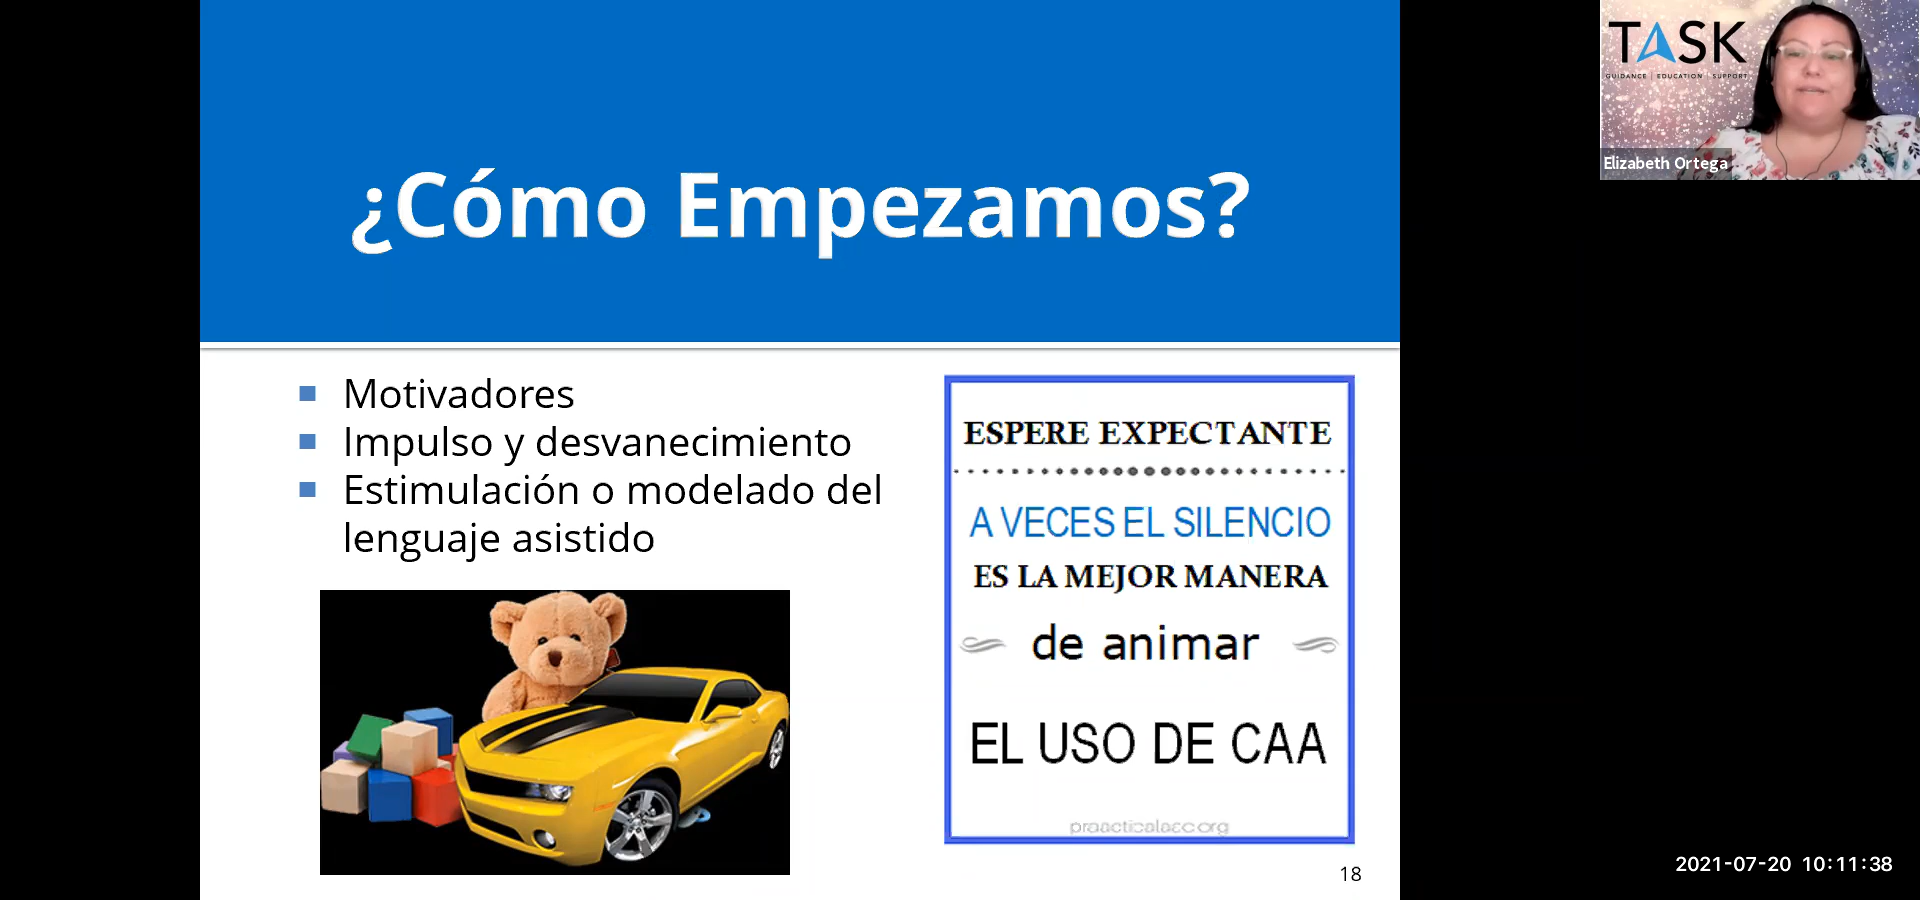 ¿Cómo Empezamos?
Motivadores
Impulso y desvanecimiento
Estimulación o modelado del
lenguaje asistido
ESPERE EXPECTANTE
A VECES EL SILENCIO
ES LA MEJOR MANERA
de animar
EL USO DE CAA
praacticalaac.org
18
TASK
GUIDANCE | EDUCATION | SUPPORT
Elizabeth Ortega
2021-07-20 10:11:38